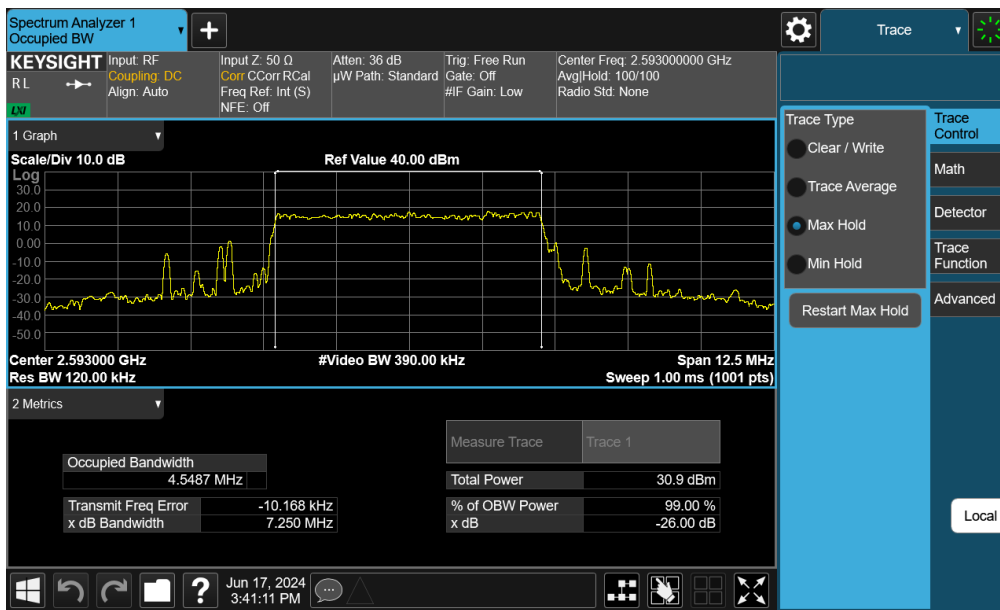 Spectrum Analyzer 1
Occupied BW
+
Trace
KEYSIGHT
R L
LXI
Input: RF
Coupling: DC
Align: Auto
Input Z: 50 Ω
Corr CCorr RCal
Freq Ref: Int (S)
NFE: Off
Atten: 36 dB
µW Path: Standard
Trig: Free Run
Gate: Off
#IF Gain: Low
Center Freq: 2.593000000 GHz
Avg|Hold: 100/100
Radio Std: None
1 Graph
Scale/Div 10.0 dB
Ref Value 40.00 dBm
Log
30.0
20.0
10.0
0.00
-10.0
-20.0
-30.0
-40.0
-50.0
Center 2.593000 GHz
#Video BW 390.00 kHz
Span 12.5 MHz
Res BW 120.00 kHz
Sweep 1.00 ms (1001 pts)
2 Metrics
Measure Trace
Trace 1
Occupied Bandwidth
4.5487 MHz
Total Power
30.9 dBm
Transmit Freq Error
-10.168 kHz
% of OBW Power
99.00 %
x dB Bandwidth
7.250 MHz
x dB
-26.00 dB
Trace Type
Clear / Write
Trace Average
Max Hold
Min Hold
Restart Max Hold
Trace
Control
Math
Detector
Trace
Function
Advanced
Local
?
Jun 17, 2024
3:41:11 PM